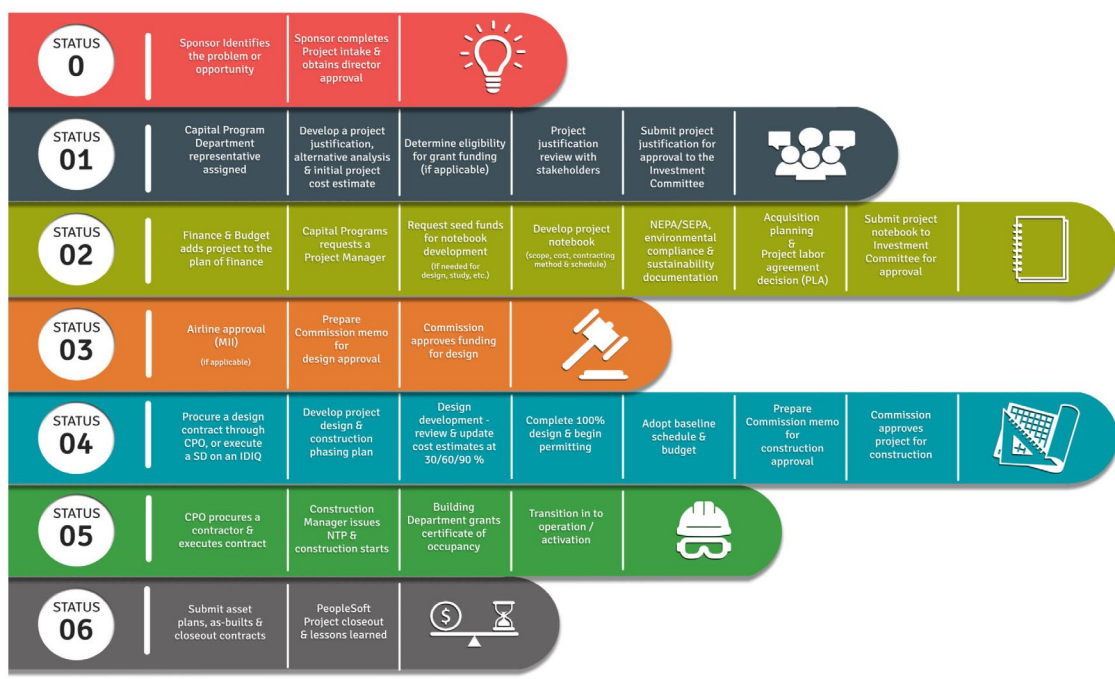 STATUS
0
Sponsor Identifies
the problem or
opportunity
Sponsor completes
Project intake &
obtains director
approval
STATUS
01
Capital Program
Department
representative
assigned
Develop a project
justification,
alternative analysis
& initial project
cost estimate
Determine eligibility
for grant funding
(if applicable)
Project
justification
review with
stakeholders
Submit project
justification for
approval to the
Investment
Committee
STATUS
02
Finance & Budget
adds project to the
plan of finance
Capital Programs
requests a
Project Manager
Request seed funds
for notebook
development
(If needed for
design, study, etc.)
Develop project
notebook
(scope, cost, contracting
method & schedule)
NEPA/SEPA,
environmental
compliance &
sustainability
documentation
Acquisition
planning
&
Project labor
agreement
decision (PLA)
Submit project
notebook to
Investment
Committee for
approval
STATUS
03
Airline approval
(MII)
(if applicable)
Prepare
Commission memo
for
design approval
Commission
approves funding
for design
STATUS
04
Procure a design
contract through
CPO, or execute
a SD on an IDIQ
Develop project
design &
construction
phasing plan
Design
development -
review & update
cost estimates at
30/60/90 %
Complete 100%
design & begin
permitting
Adopt baseline
schedule &
budget
Prepare
Commission memo
for
construction
approval
Commission
approves
project for
construction
STATUS
05
CPO procures a
contractor &
executes contract
Construction
Manager issues
NTP &
construction starts
Building
Department grants
certificate of
occupancy
Transition in to
operation /
activation
STATUS
06
Submit asset
plans, as-builts &
closeout contracts
PeopleSoft
Project closeout
& lessons learned
$